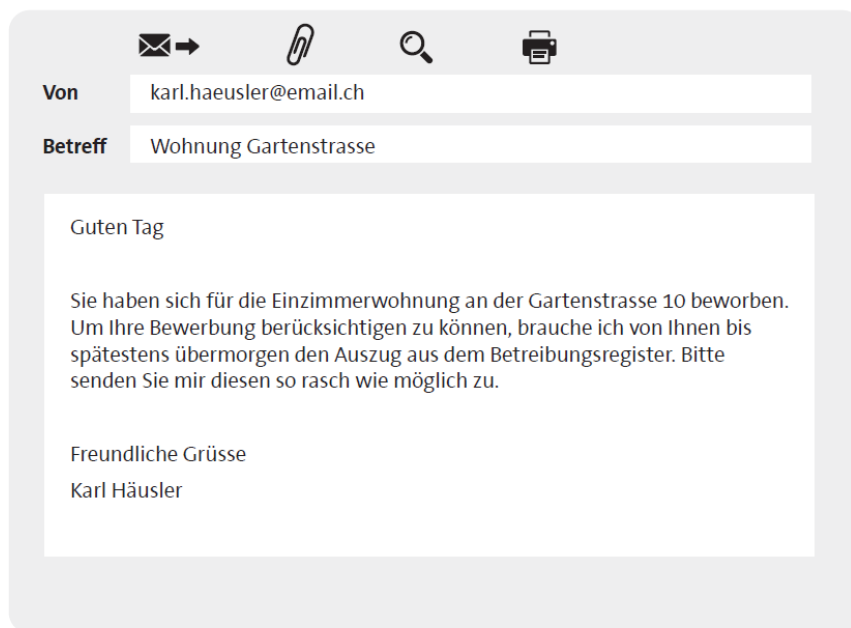 Von
karl.haeusler@email.ch
Betreff
Wohnung Gartenstrasse
Guten Tag
Sie haben sich für die Einzimmerwohnung an der Gartenstrasse 10 beworben.
Um Ihre Bewerbung berücksichtigen zu können, brauche ich von Ihnen bis
spätestens übermorgen den Auszug aus dem Betreibungsregister. Bitte
senden Sie mir diesen so rasch wie möglich zu.
Freundliche Grüsse
Karl Häusler